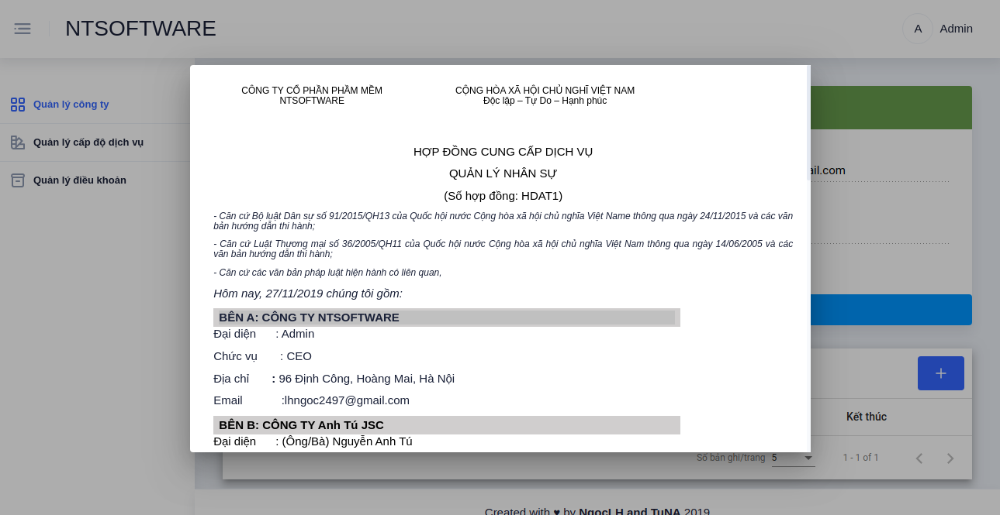 NTSOFTWARE
A Admin
Quản lý công ty
Quản lý cấp độ dịch vụ
Quản lý điều khoản
CÔNG TY CỔ PHẦN PHẦM MỀM
NTSOFTWARE
CỘNG HÒA XÃ HỘI CHỦ NGHĨ VIỆT NAM
Độc lập – Tự Do – Hạnh phúc
HỢP ĐỒNG CUNG CẤP DỊCH VỤ
QUẢN LÝ NHÂN SỰ
(Số hợp đồng: HDAT1)
- Căn cứ Bộ luật Dân sự số 91/2015/QH13 của Quốc hội nước Cộng hòa xã hội chủ nghĩa Việt Name thông qua ngày 24/11/2015 và các văn
bản hướng dẫn thi hành;
- Căn cứ Luật Thương mại số 36/2005/QH11 của Quốc hội nước Cộng hòa xã hội chủ nghĩa Việt Nam thông qua ngày 14/06/2005 và các
văn bản hướng dẫn thi hành;
- Căn cứ các văn bản pháp luật hiện hành có liên quan,
Hôm nay, 27/11/2019 chúng tôi gồm:
BÊN A: CÔNG TY NTSOFTWARE
Đại diện : Admin
Chức vụ : CEO
Địa chỉ : 96 Định Công, Hoàng Mai, Hà Nội
Email :lhngoc2497@gmail.com
BÊN B: CÔNG TY Anh Tú JSC
Đại diện : (Ông/Bà) Nguyễn Anh Tú
ail.com
Kết thúc
Số bản ghi/trang 5 1 - 1 of 1
Created with ♥ by NgocLH and TuNA 2019